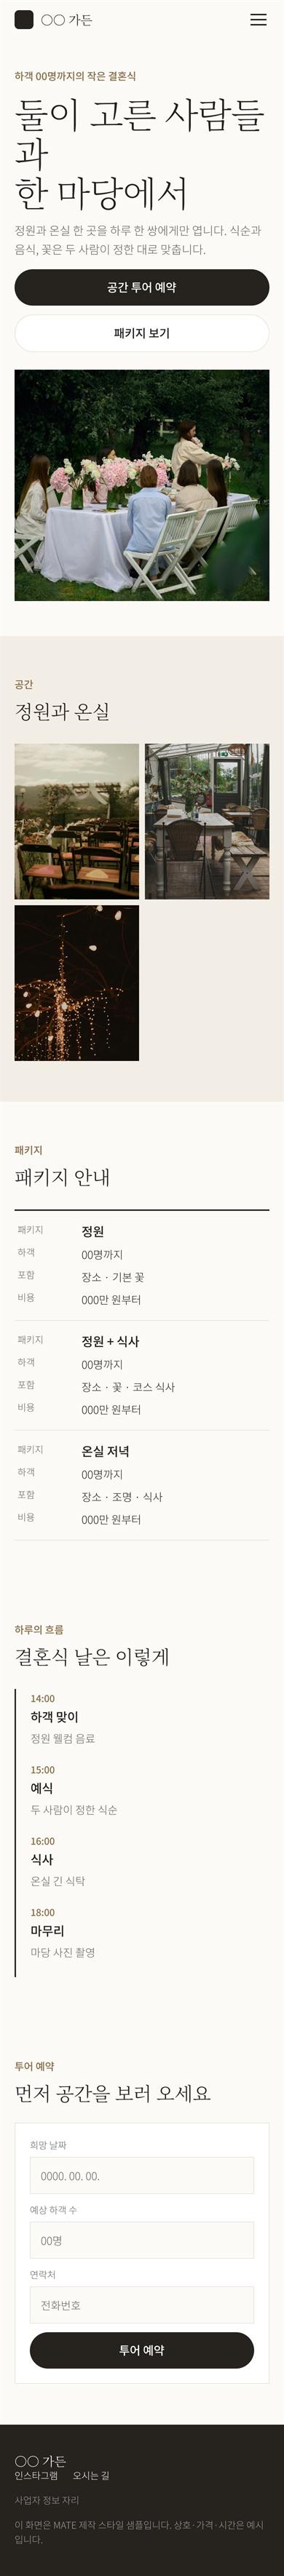 ○○ 가든
하객 00명까지의 작은 결혼식
둘이 고른 사람들
과
한 마당에서
정원과 온실 한 곳을 하루 한 쌍에게만 엽니다. 식순과
음식, 꽃은 두 사람이 정한 대로 맞춥니다.
공간 투어 예약
패키지 보기
공간
정원과 온실
패키지
패키지 안내
패키지 정원
하객 00명까지
포함 장소 · 기본 꽃
비용 000만 원부터
패키지 정원 + 식사
하객 00명까지
포함 장소 · 꽃 · 코스 식사
비용 000만 원부터
패키지 온실 저녁
하객 00명까지
포함 장소 · 조명 · 식사
비용 000만 원부터
하루의 흐름
결혼식 날은 이렇게
14:00
하객 맞이
정원 웰컴 음료
15:00
예식
두 사람이 정한 식순
16:00
식사
온실 긴 식탁
18:00
마무리
마당 사진 촬영
투어 예약
먼저 공간을 보러 오세요
희망 날짜
0000. 00. 00.
예상 하객 수
00명
연락처
전화번호
투어 예약
○○ 가든
인스타그램 오시는 길
사업자 정보 자리
이 화면은 MATE 제작 스타일 샘플입니다. 상호·가격·시간은 예시
입니다.